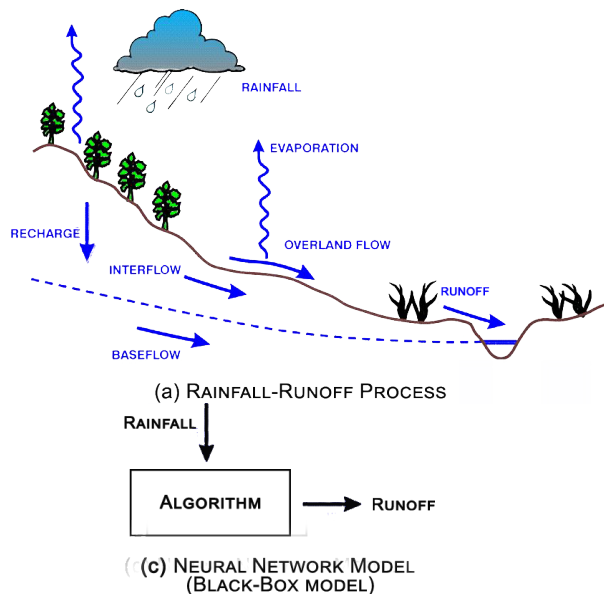 RAINFALL
EVAPORATION
RECHARGE
OVERLAND FLOW
INTERFLOW
RUNOFF
BASEFLOW
(a) RAINFALL-RUNOFF PROCESS
RAINFALL
ALGORITHM
RUNOFF
(c) NEURAL NETWORK MODEL
(BLACK-BOX MODEL)